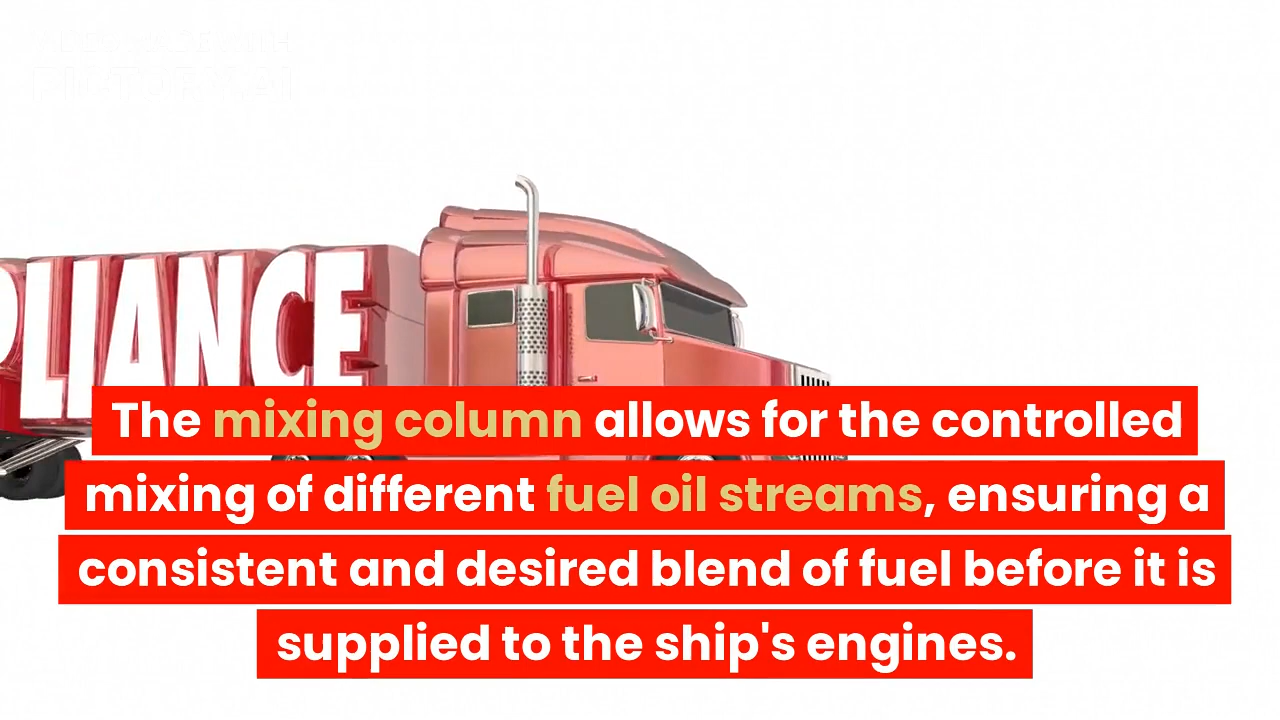 PLIANCE
The mixing column allows for the controlled
mixing of different fuel oil streams, ensuring a
consistent and desired blend of fuel before it is
supplied to the ship's engines.